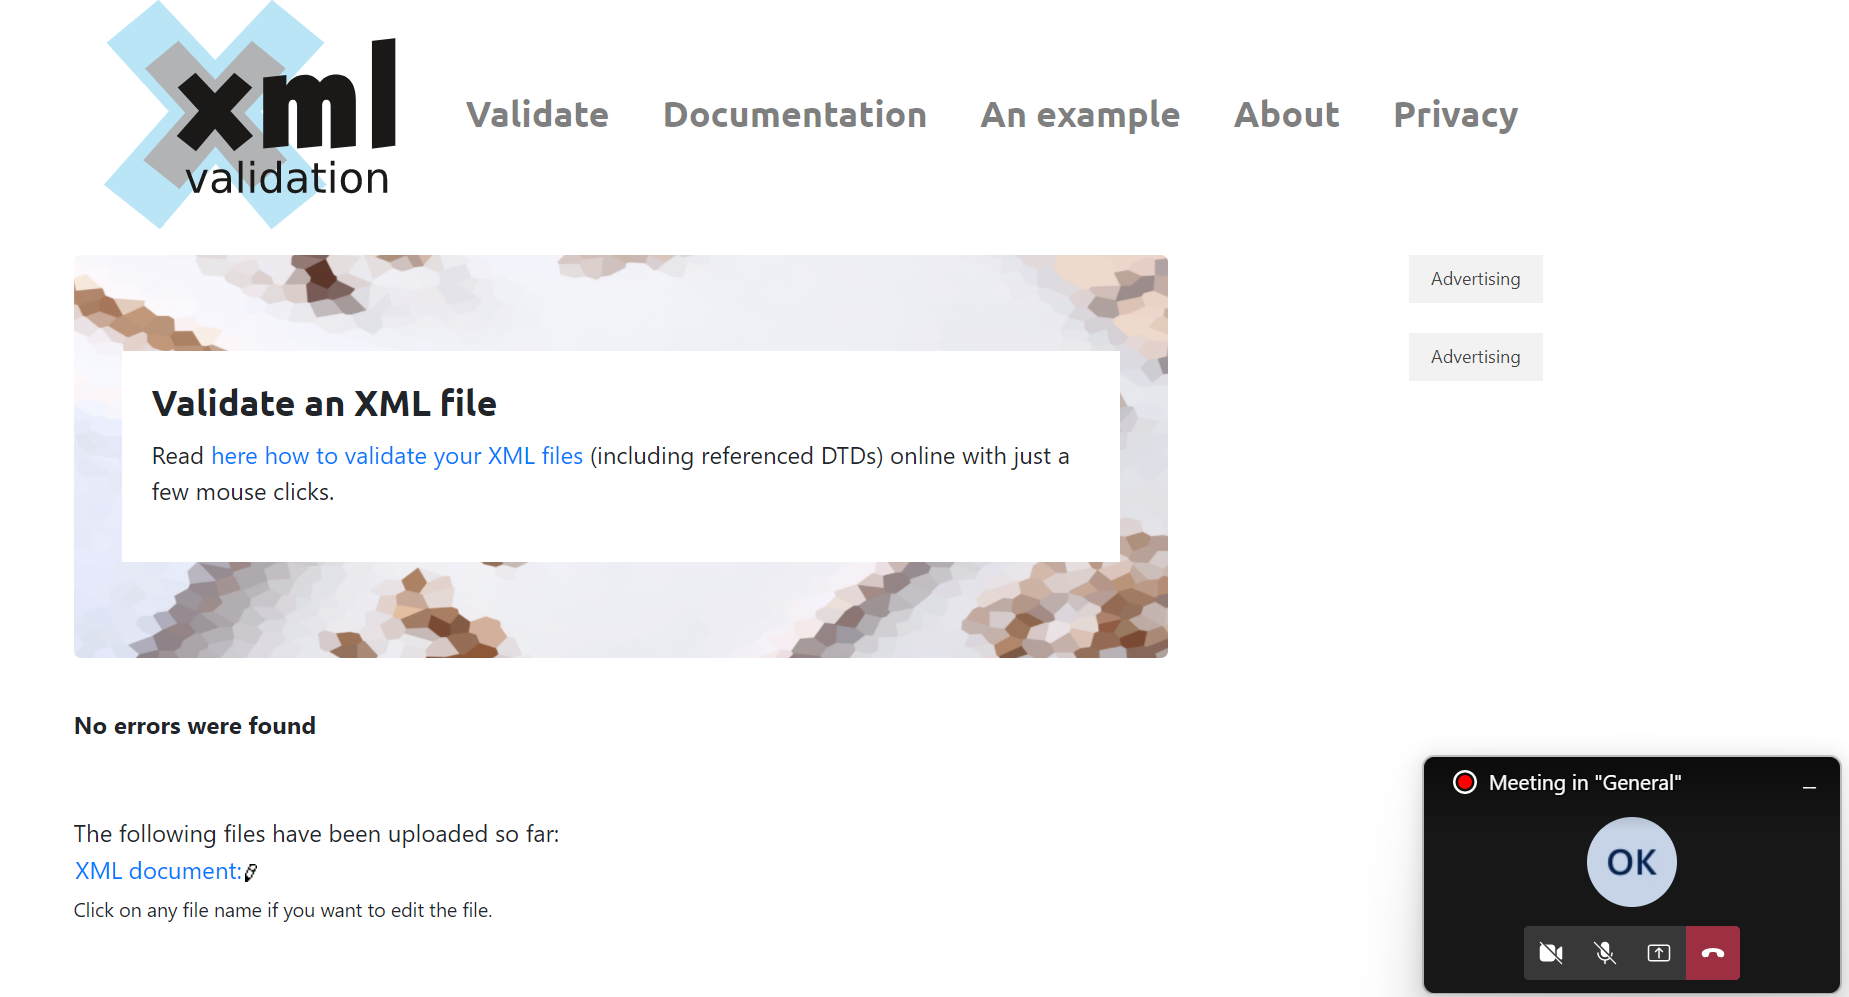 xml
validation
Validate
Documentation
An example
About
Privacy
Validate an XML file
Read here how to validate your XML files (including referenced DTDs) online with just a
few mouse clicks.
Advertising
Advertising
No errors were found
The following files have been uploaded so far:
XML document:
Click on any file name if you want to edit the file.
Meeting in "General"
OK